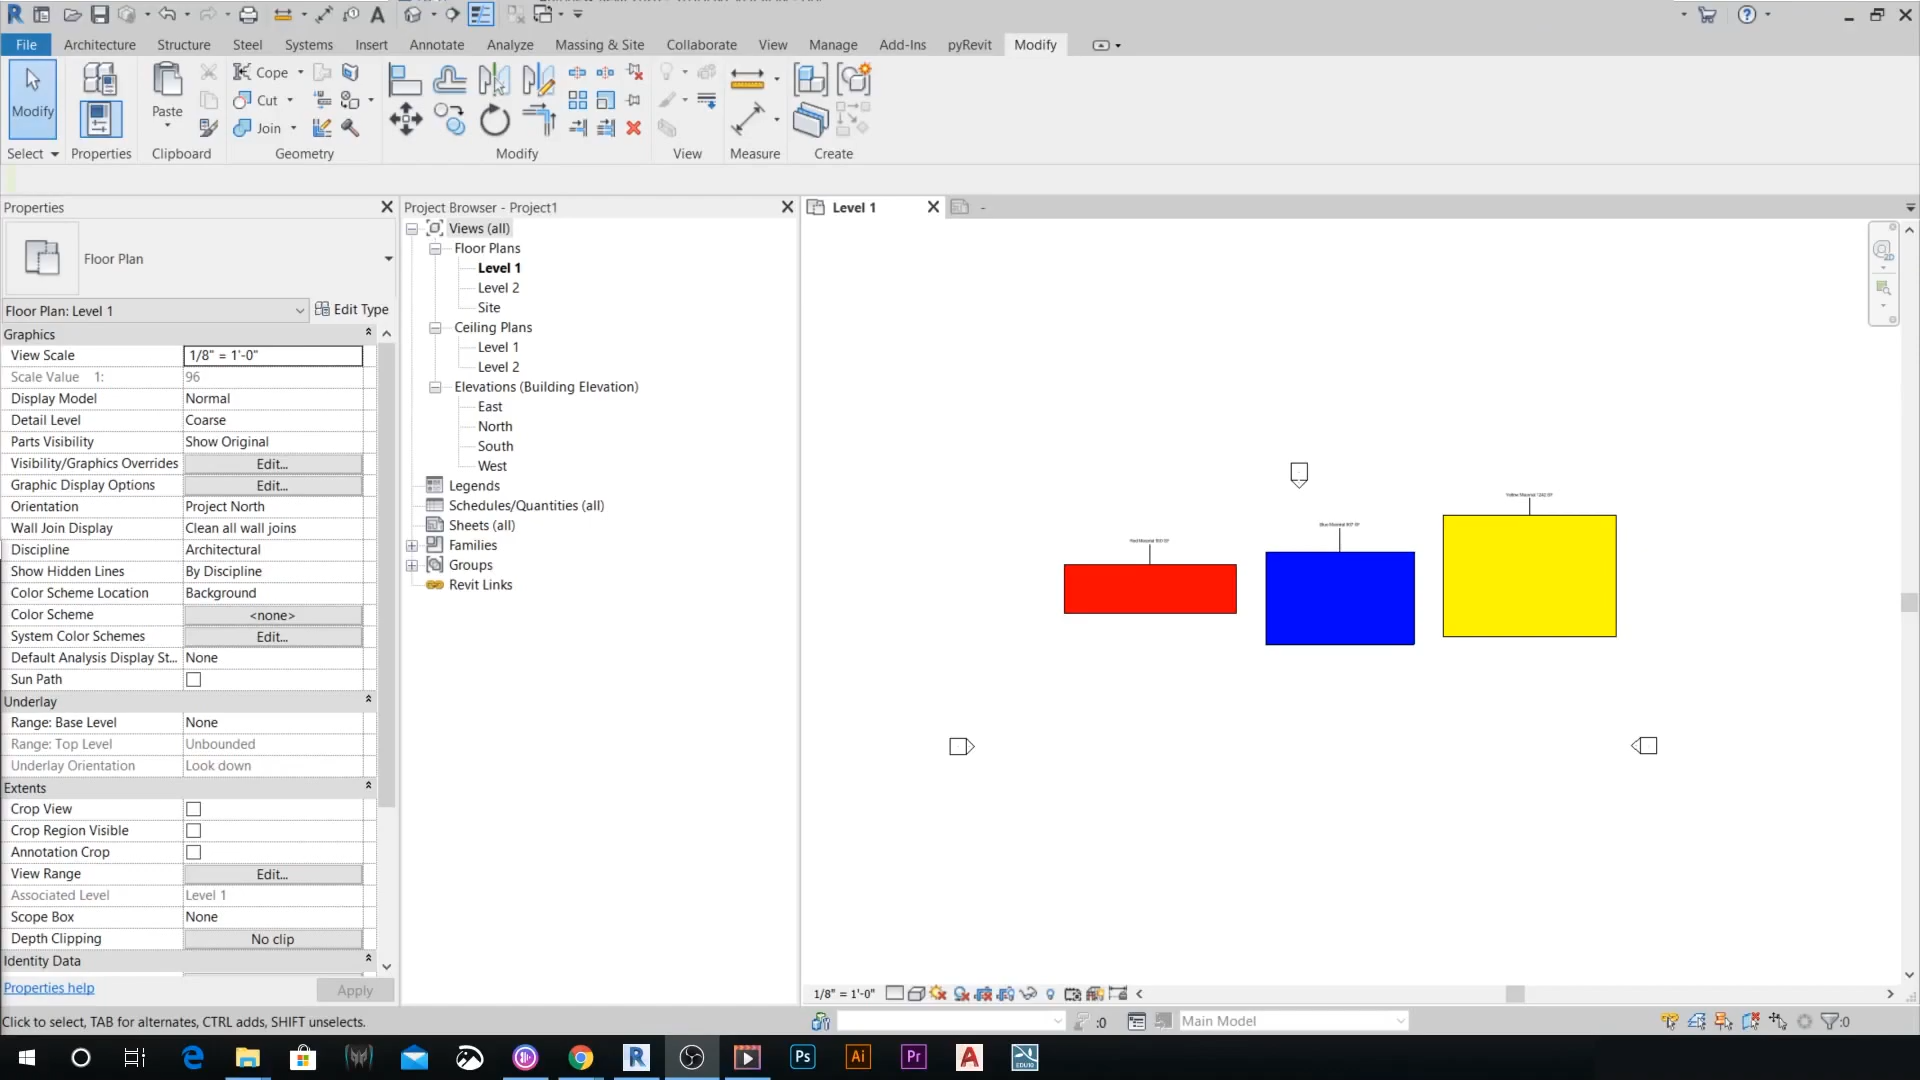 File Architecture Structure Steel Systems Insert Annotate Analyze Massing & Site Collaborate View Manage Add-Ins pyRevit Modify
Cope
Modify Paste Cut
Join
Select Properties Clipboard Geometry Modify View Measure Create
Properties
Floor Plan
Floor Plan: Level 1 Edit Type
Graphics
View Scale 1/8" = 1'-0"
Scale Value 1: 96
Display Model Normal
Detail Level Coarse
Parts Visibility Show Original
Visibility/Graphics Overrides Edit...
Graphic Display Options Edit...
Orientation Project North
Wall Join Display Clean all wall joins
Discipline Architectural
Show Hidden Lines By Discipline
Color Scheme Location Background
Color Scheme <none>
System Color Schemes Edit...
Default Analysis Display St... None
Sun Path
Underlay
Range: Base Level None
Range: Top Level Unbounded
Underlay Orientation Look down
Extents
Crop View
Crop Region Visible
Annotation Crop
View Range Edit...
Associated Level Level 1
Scope Box None
Depth Clipping No clip
Identity Data
Properties help Apply
Project Browser - Project1
Views (all)
Floor Plans
Level 1
Level 2
Site
Ceiling Plans
Level 1
Level 2
Elevations (Building Elevation)
East
North
South
West
Legends
Schedules/Quantities (all)
Sheets (all)
Families
Groups
Revit Links
Level 1 -
2D
1/8" = 1'-0"
Click to select, TAB for alternates, CTRL adds, SHIFT unselects. :0 Main Model :0
Ps Ai Pr